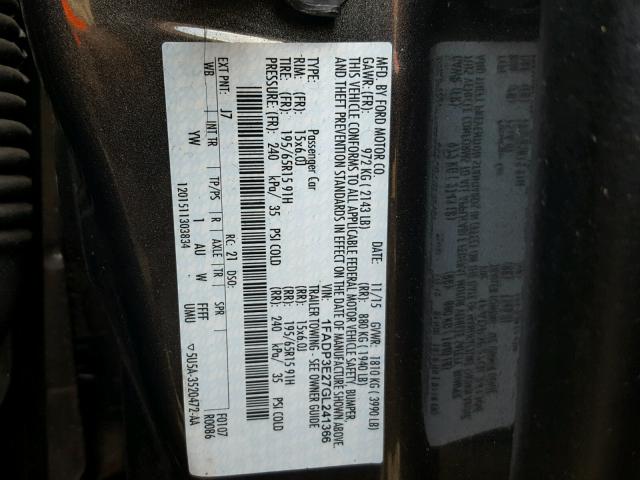 MFD. BY FORD MOTOR CO.
DATE: 11/15 GVWR: 1810 KG ( 3990 LB)
GAWR: (FR) 972 KG ( 2143 LB) (RR) 880 KG ( 1940 LB)
THIS VEHICLE CONFORMS TO ALL APPLICABLE FEDERAL MOTOR VEHICLE SAFETY, BUMPER
AND THEFT PREVENTION STANDARDS IN EFFECT ON THE DATE OF MANUFACTURE SHOWN ABOVE.
VIN: 1FADP3E27GL241366
TYPE: Passenger Car TRAILER TOWING - SEE OWNER GUIDE
RIM: (FR): 15x6.0J (RR): 15x6.0J
TIRE: (FR): 195/65R15 91H (RR): 195/65R15 91H
PRESSURE: (FR): 240 kPa/ 35 PSI COLD (RR): 240 kPa/ 35 PSI COLD
RC: 21 DSO: F0107
EXT PNT: J7 R0086
WB INT TR TP/PS R AXLE TR SPR
YW 1 AU W FFFF UMU
1201511303834 5U5A-3520472-AA